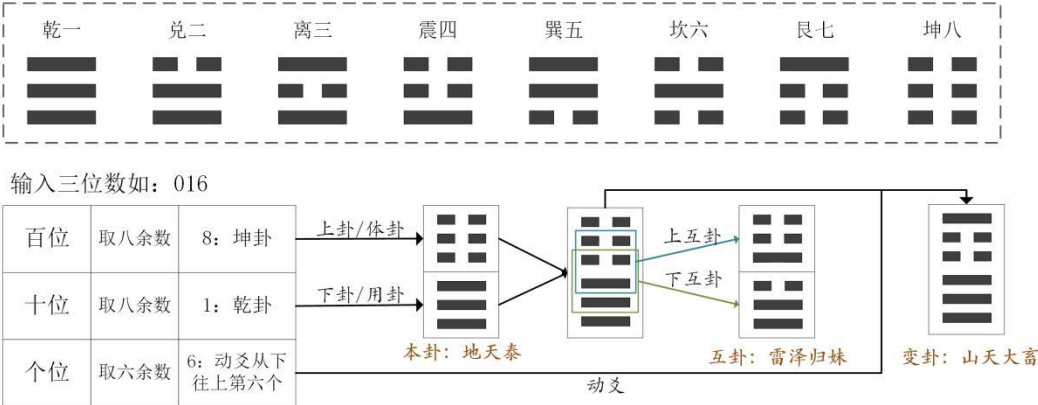 乾一 兑二 离三 震四 巽五 坎六 艮七 坤八
输入三位数如：016
百位 取八余数 8：坤卦 上卦/体卦 上互卦
十位 取八余数 1：乾卦 下卦/用卦 下互卦
本卦：地天泰 互卦：雷泽归妹 变卦：山天大畜
个位 取六余数 6：动爻从下
往上第六个
动爻